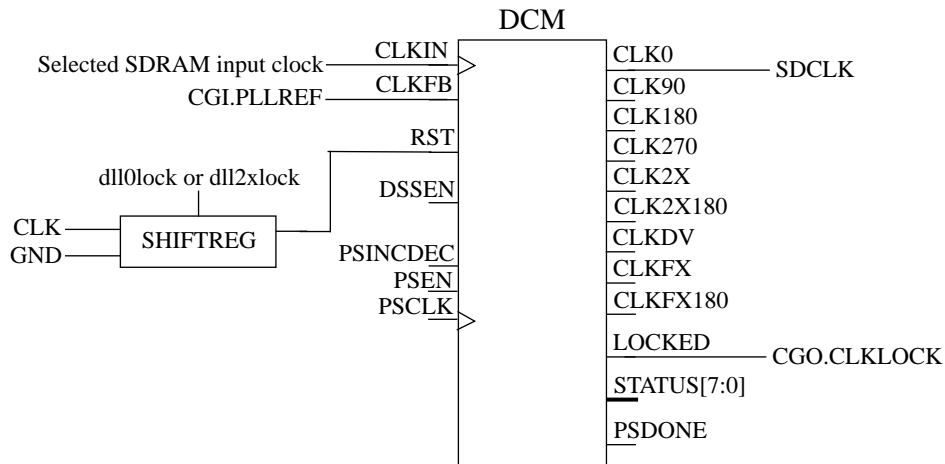 DCM
CLKIN
Selected SDRAM input clock
CLKFB
CGI.PLLREF
RST
dll0lock or dll2xlock
DSSEN
CLK
SHIFTREG
GND
PSINCDEC
PSEN
PSCLK
CLK0
SDCLK
CLK90
CLK180
CLK270
CLK2X
CLK2X180
CLKDV
CLKFX
CLKFX180
LOCKED
CGO.CLKLOCK
STATUS[7:0]
PSDONE